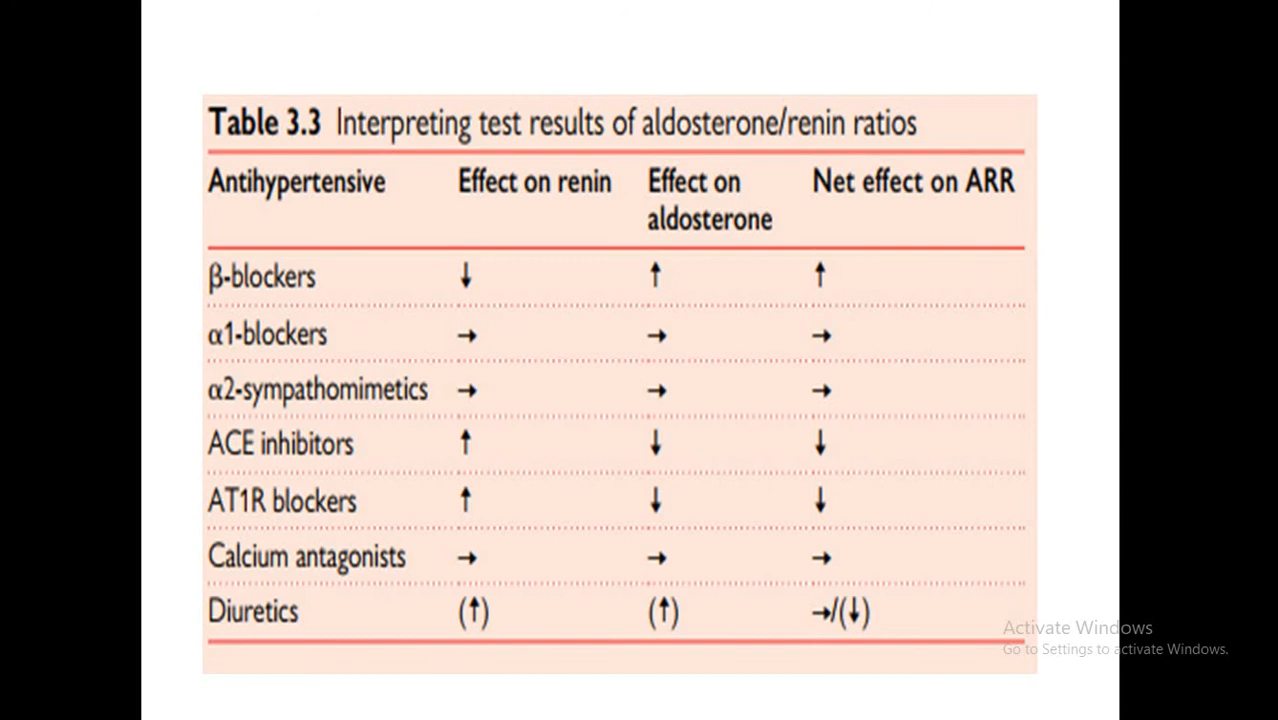 Table 3.3 Interpreting test results of aldosterone/renin ratios
Antihypertensive Effect on renin Effect on aldosterone Net effect on ARR
β-blockers ↓ ↑ ↑
α1-blockers → → →
α2-sympathomimetics → → →
ACE inhibitors ↑ ↓ ↓
AT1R blockers ↑ ↓ ↓
Calcium antagonists → → →
Diuretics (↑) (↑) →/(↓)
Activate Windows
Go to Settings to activate Windows.